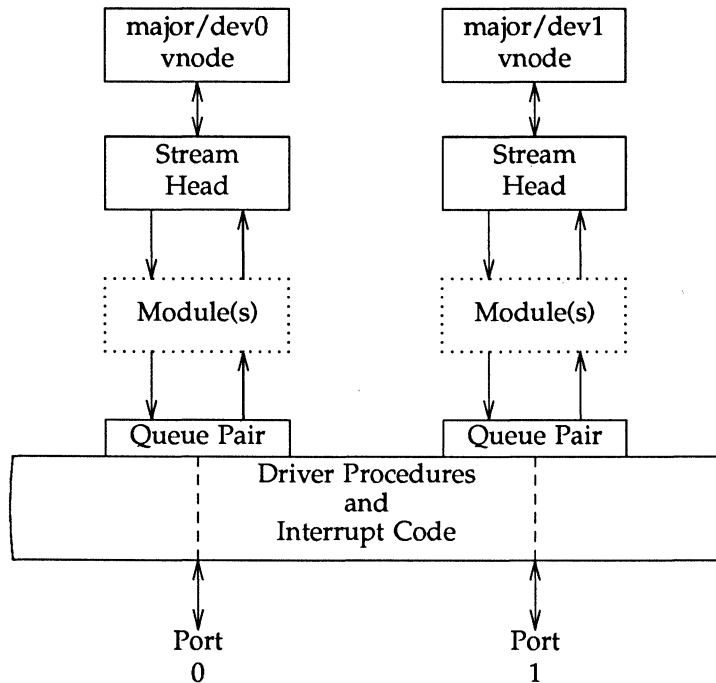 major/dev0
vnode
major/dev1
vnode
Stream
Head
Stream
Head
Module(s)
Module(s)
Queue Pair
Queue Pair
Driver Procedures
and
Interrupt Code
Port
0
Port
1